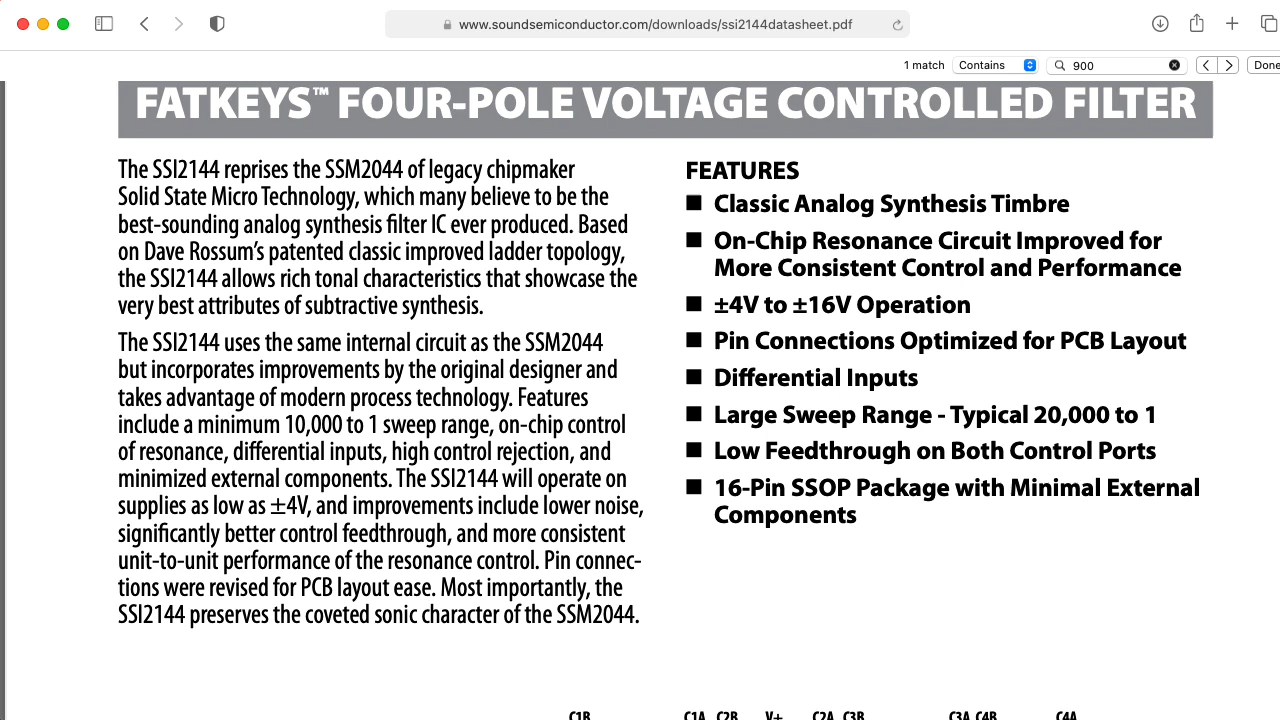 www.soundsemiconductor.com/downloads/ssi2144datasheet.pdf
1 match Contains 900 Done
FATKEYS™ FOUR-POLE VOLTAGE CONTROLLED FILTER
The SSI2144 reprises the SSM2044 of legacy chipmaker
Solid State Micro Technology, which many believe to be the
best-sounding analog synthesis filter IC ever produced. Based
on Dave Rossum's patented classic improved ladder topology,
the SSI2144 allows rich tonal characteristics that showcase the
very best attributes of subtractive synthesis.
The SSI2144 uses the same internal circuit as the SSM2044
but incorporates improvements by the original designer and
takes advantage of modern process technology. Features
include a minimum 10,000 to 1 sweep range, on-chip control
of resonance, differential inputs, high control rejection, and
minimized external components. The SSI2144 will operate on
supplies as low as ±4V, and improvements include lower noise,
significantly better control feedthrough, and more consistent
unit-to-unit performance of the resonance control. Pin connec-
tions were revised for PCB layout ease. Most importantly, the
SSI2144 preserves the coveted sonic character of the SSM2044.
FEATURES
■ Classic Analog Synthesis Timbre
■ On-Chip Resonance Circuit Improved for
More Consistent Control and Performance
■ ±4V to ±16V Operation
■ Pin Connections Optimized for PCB Layout
■ Differential Inputs
■ Large Sweep Range - Typical 20,000 to 1
■ Low Feedthrough on Both Control Ports
■ 16-Pin SSOP Package with Minimal External
Components
C1B C1A C2B V+ C2A C3B C3A C4B C4A